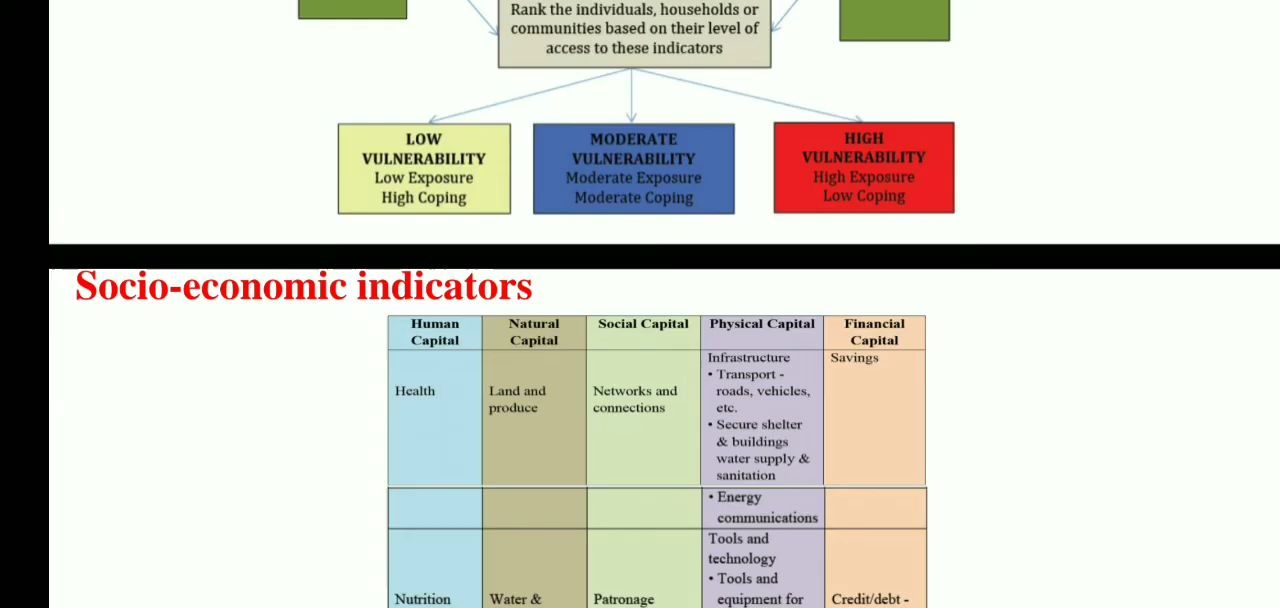 Rank the individuals, households or
communities based on their level of
access to these indicators
LOW
VULNERABILITY
Low Exposure
High Coping
MODERATE
VULNERABILITY
Moderate Exposure
Moderate Coping
HIGH
VULNERABILITY
High Exposure
Low Coping
Socio-economic indicators
Human
Capital
Natural
Capital
Social Capital
Physical Capital
Financial
Capital
Health
Land and
produce
Networks and
connections
Infrastructure
• Transport -
roads, vehicles,
etc.
• Secure shelter
& buildings
water supply &
sanitation
Savings
• Energy
communications
Nutrition
Water &
Patronage
Tools and
technology
• Tools and
equipment for
Credit/debt -